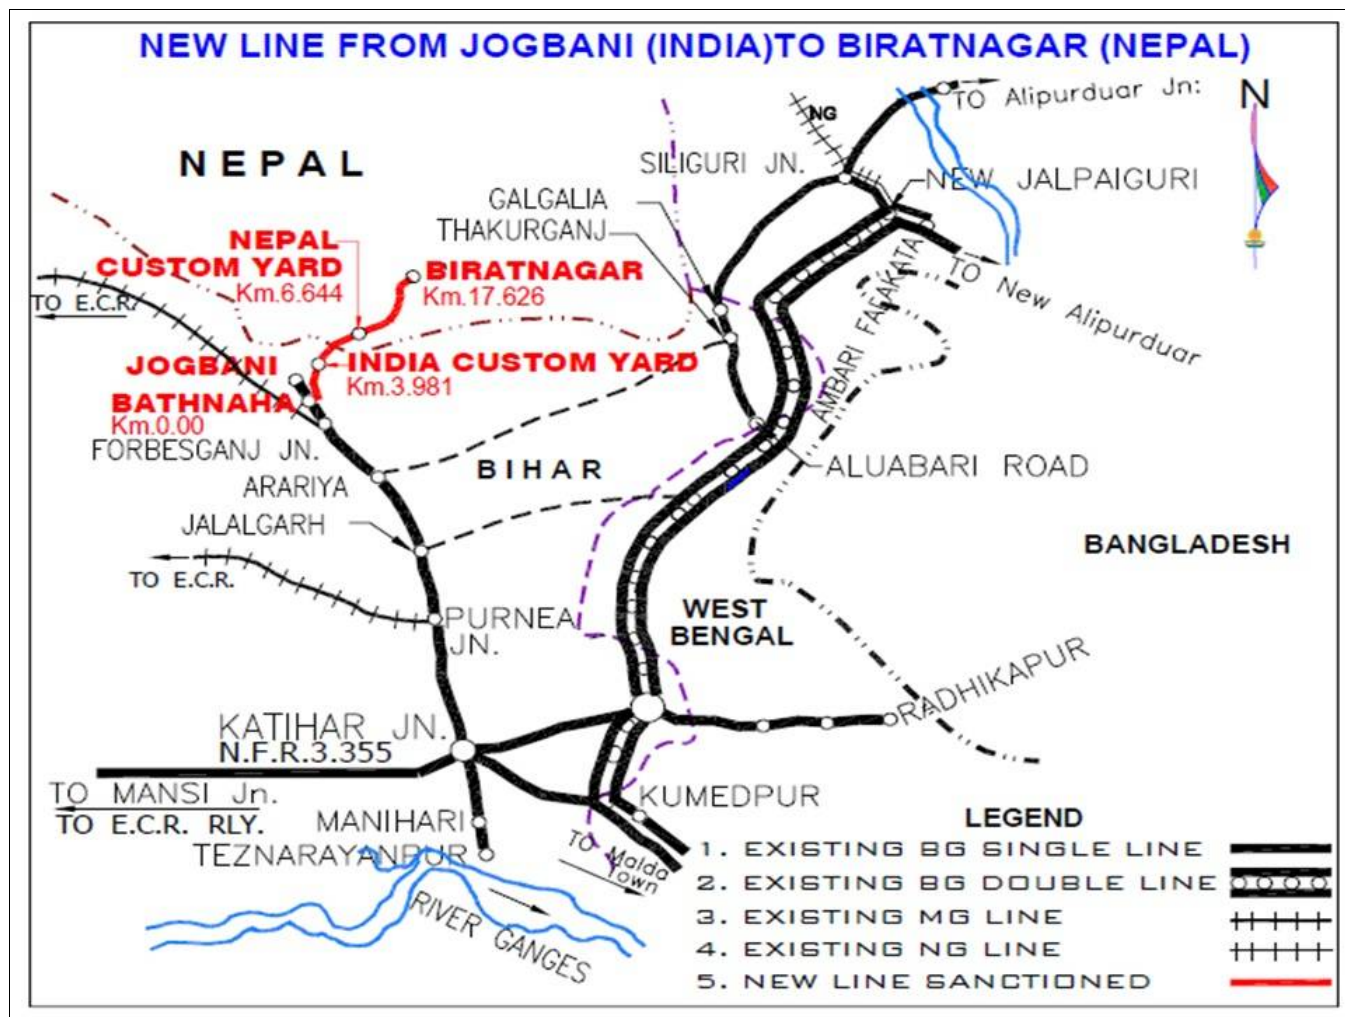 NEW LINE FROM JOGBANI (INDIA)TO BIRATNAGAR (NEPAL)
TO Alipurduar Jn:
N
NG
NEPAL
SILIGURI JN.
NEW JALPAIGURI
GALGALIA
THAKURGANJ
NEPAL
CUSTOM YARD
Km.6.644
BIRATNAGAR
Km.17.626
TO E.C.R.
TO New Alipurduar
AMBARI FALAKATA
JOGBANI
INDIA CUSTOM YARD
Km.3.981
BATHNAHA
Km.0.00
FORBESGANJ JN.
ARARIYA
BIHAR
ALUABARI ROAD
JALALGARH
BANGLADESH
TO E.C.R.
PURNEA
JN.
WEST
BENGAL
RADHIKAPUR
KATIHAR JN.
N.F.R.3.355
TO MANSI Jn.
TO E.C.R. RLY.
KUMEDPUR
MANIHARI
TEZNARAYANPUR
TO Malda
Town
RIVER GANGES
LEGEND
1. EXISTING BG SINGLE LINE
2. EXISTING BG DOUBLE LINE
3. EXISTING MG LINE
4. EXISTING NG LINE
5. NEW LINE SANCTIONED